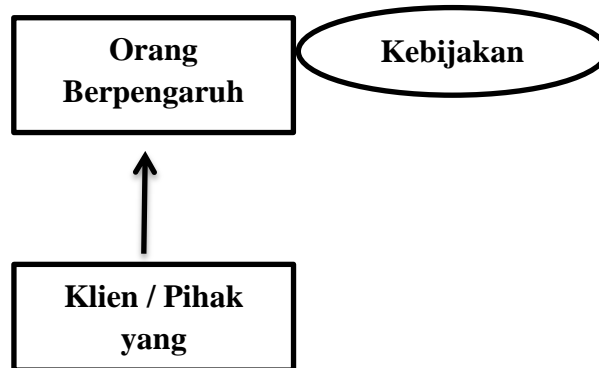 Orang
Berpengaruh
Kebijakan
Klien / Pihak
yang